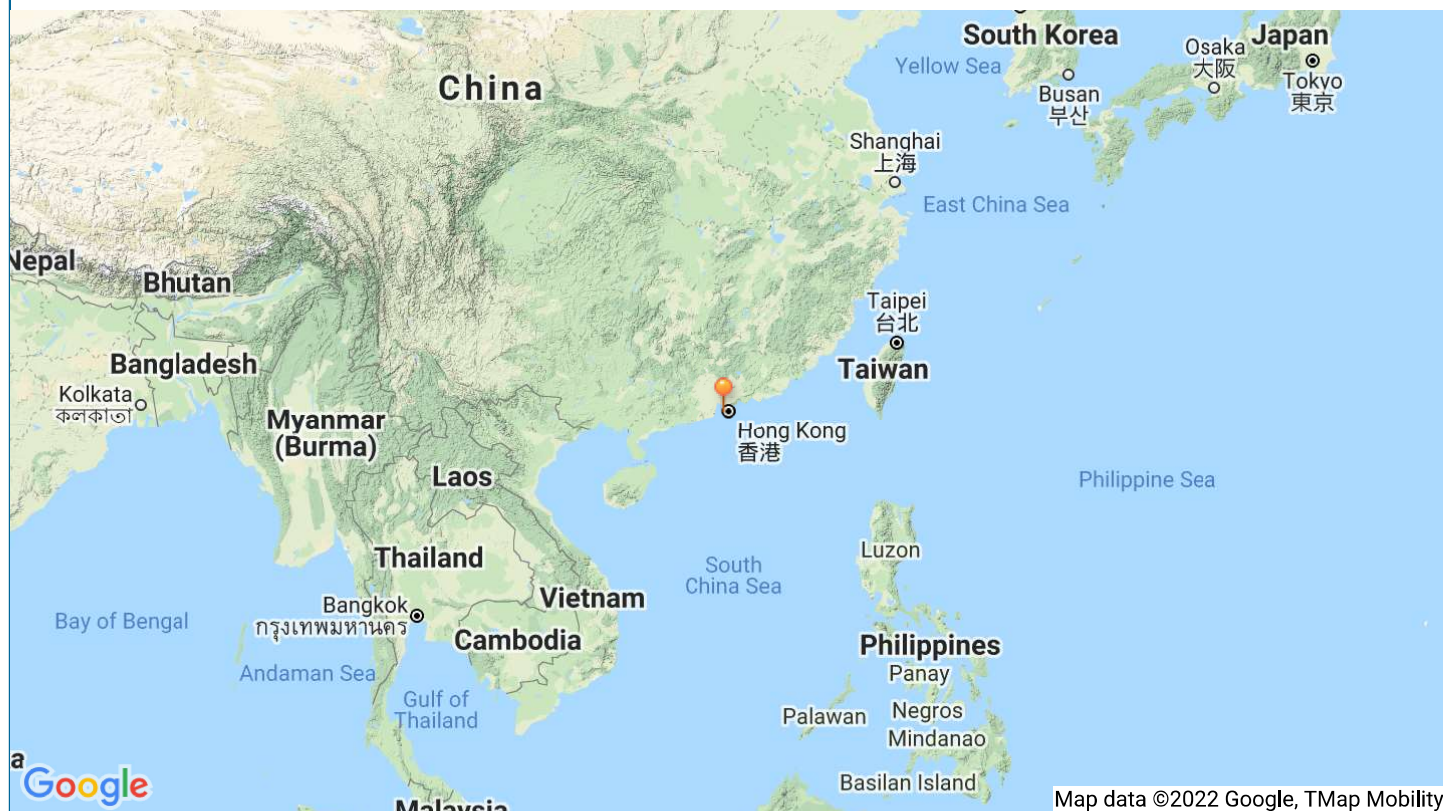 South Korea
Japan
Osaka
大阪
Yellow Sea
Tokyo
東京
China
Busan
부산
Shanghai
上海
East China Sea
Nepal
Bhutan
Taipei
台北
Bangladesh
Taiwan
Kolkata
কলকাতা
Myanmar
(Burma)
Hong Kong
香港
Laos
Philippine Sea
Thailand
Luzon
South
China Sea
Vietnam
Bangkok
กรุงเทพมหานคร
Bay of Bengal
Cambodia
Philippines
Andaman Sea
Panay
Gulf of
Thailand
Palawan
Negros
Mindanao
a
Google
Basilan Island
Malaysia
Map data ©2022 Google, TMap Mobility